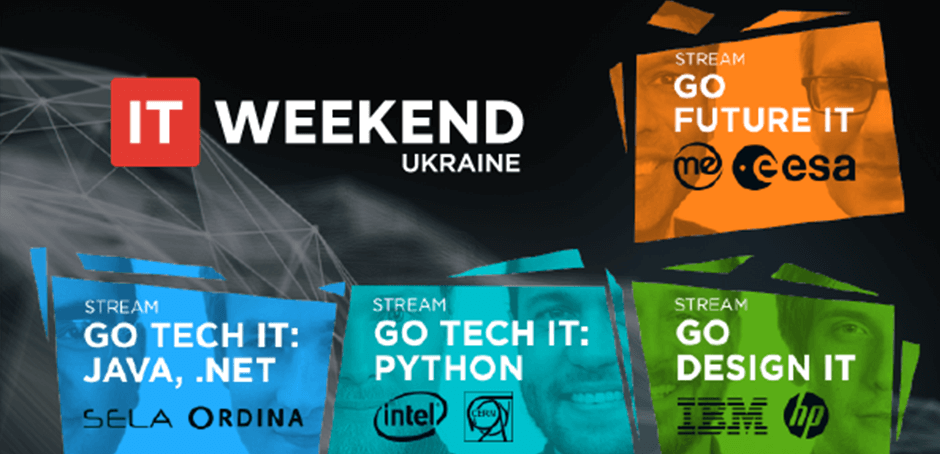 IT WEEKEND
UKRAINE
STREAM
GO
FUTURE IT
me esa
STREAM
GO TECH IT:
JAVA, .NET
SELA ORDINA
STREAM
GO TECH IT:
PYTHON
intel CERN
STREAM
GO
DESIGN IT
IBM hp